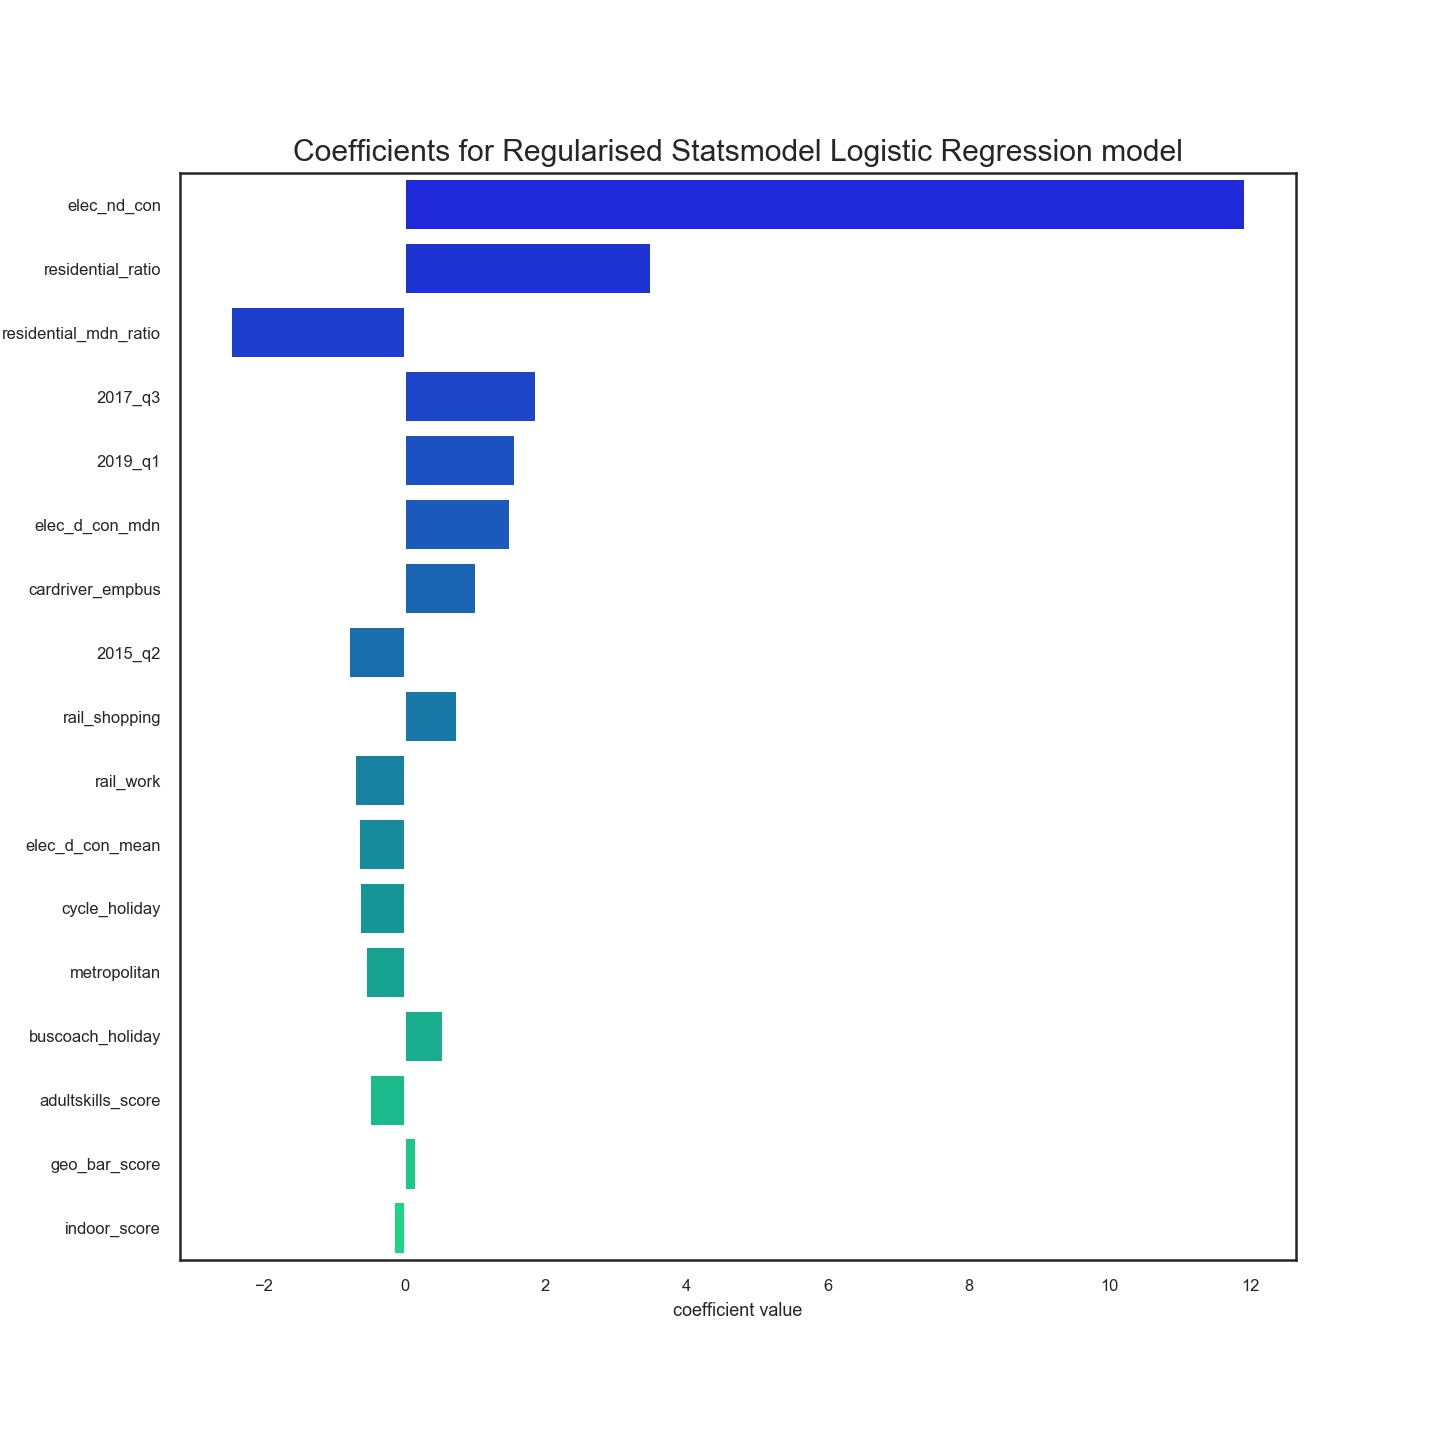 Coefficients for Regularised Statsmodel Logistic Regression model
elec_nd_con
residential_ratio
residential_mdn_ratio
2017_q3
2019_q1
elec_d_con_mdn
cardriver_empbus
2015_q2
rail_shopping
rail_work
elec_d_con_mean
cycle_holiday
metropolitan
buscoach_holiday
adultskills_score
geo_bar_score
indoor_score
−2 0 2 4 6 8 10 12
coefficient value